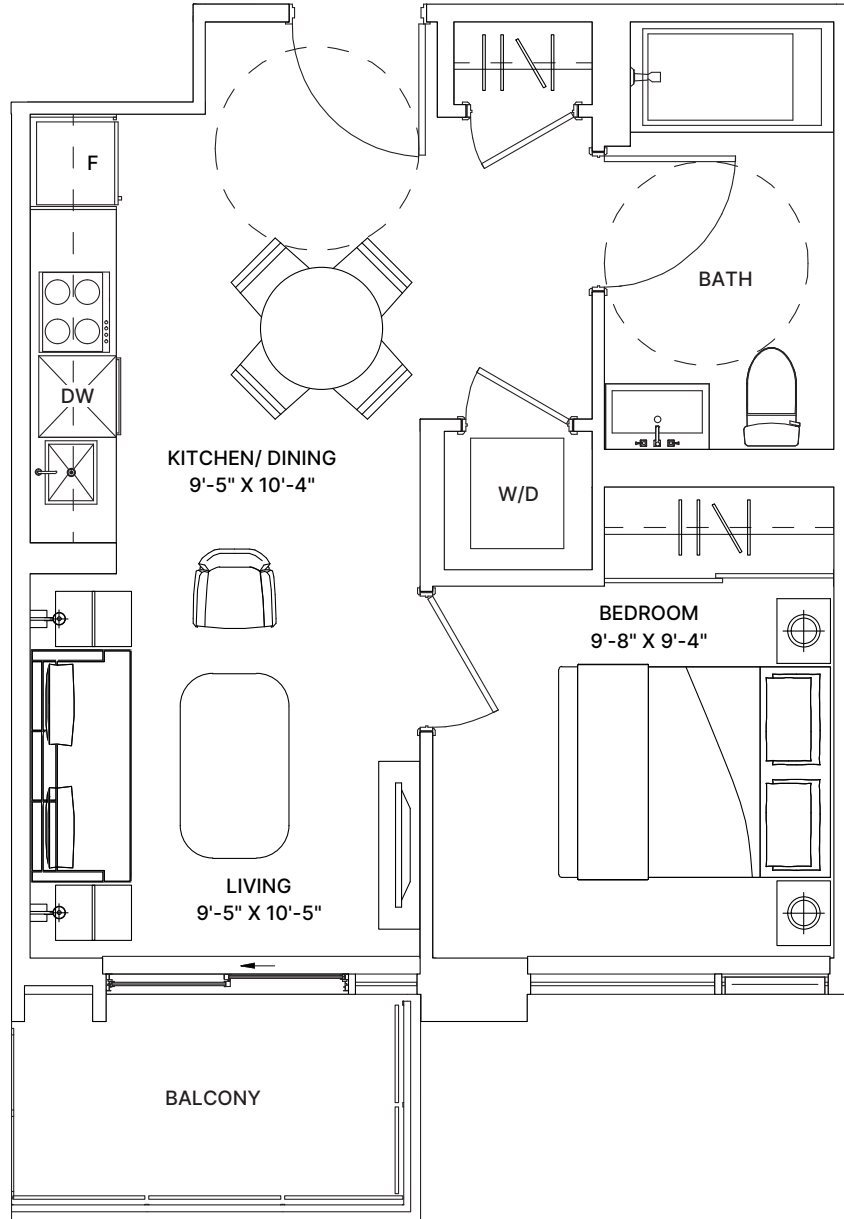 F
BATH
DW
KITCHEN/ DINING
9'-5" X 10'-4"
W/D
BEDROOM
9'-8" X 9'-4"
LIVING
9'-5" X 10'-5"
BALCONY